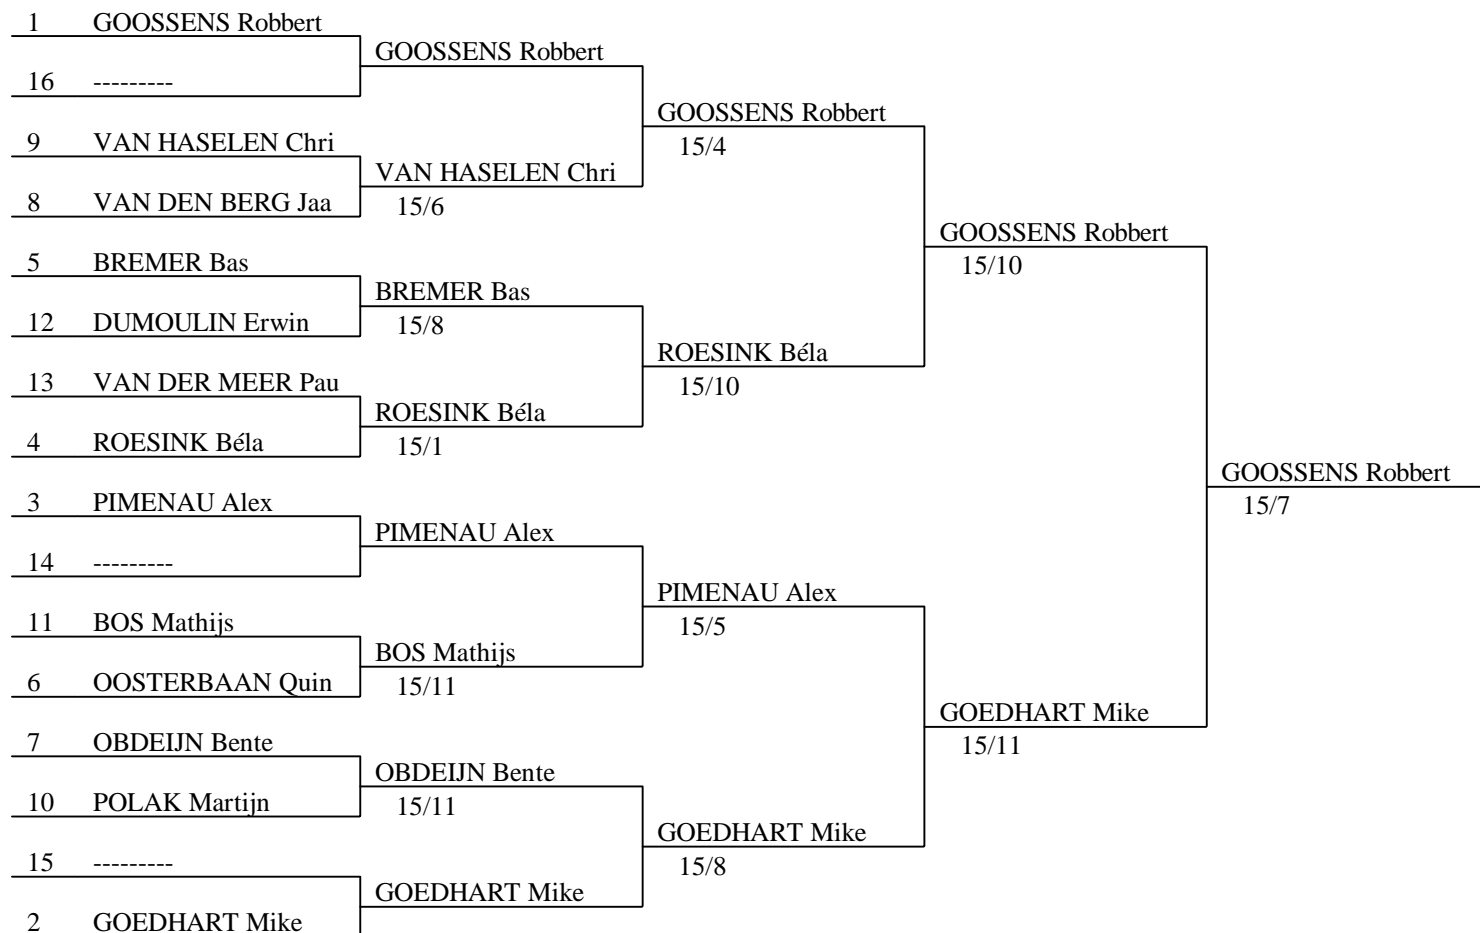 1 GOOSSENS Robbert
GOOSSENS Robbert
16 ---------
GOOSSENS Robbert
15/4
9 VAN HASELEN Chri
VAN HASELEN Chri
15/6
8 VAN DEN BERG Jaa
GOOSSENS Robbert
15/10
5 BREMER Bas
BREMER Bas
15/8
12 DUMOULIN Erwin
ROESINK Béla
15/10
13 VAN DER MEER Pau
ROESINK Béla
15/1
4 ROESINK Béla
GOOSSENS Robbert
15/7
3 PIMENAU Alex
PIMENAU Alex
14 ---------
PIMENAU Alex
15/5
11 BOS Mathijs
BOS Mathijs
15/11
6 OOSTERBAAN Quin
GOEDHART Mike
15/11
7 OBDEIJN Bente
OBDEIJN Bente
15/11
10 POLAK Martijn
GOEDHART Mike
15/8
15 ---------
GOEDHART Mike
2 GOEDHART Mike